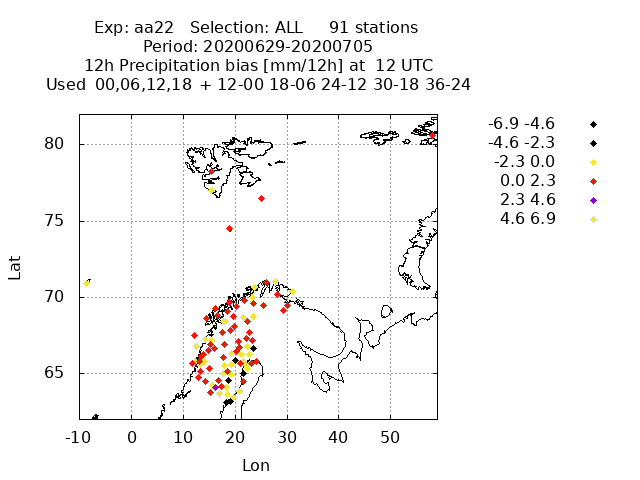 Exp: aa22 Selection: ALL 91 stations
Period: 20200629-20200705
12h Precipitation bias [mm/12h] at 12 UTC
Used 00,06,12,18 + 12-00 18-06 24-12 30-18 36-24
-6.9 -4.6
-4.6 -2.3
-2.3 0.0
0.0 2.3
2.3 4.6
4.6 6.9
80
75
70
65
Lat
-10 0 10 20 30 40 50
Lon